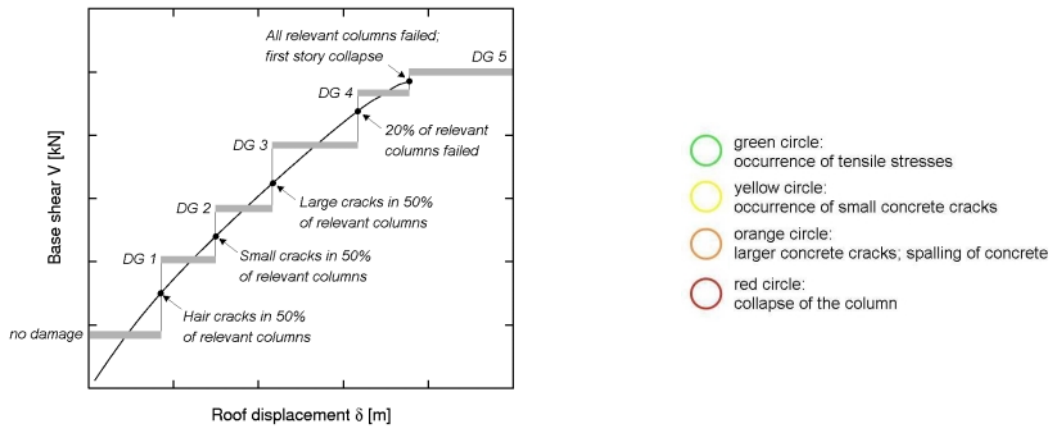 All relevant columns failed;
first story collapse
DG 5
DG 4
20% of relevant
columns failed
DG 3
Large cracks in 50%
of relevant columns
DG 2
Small cracks in 50%
of relevant columns
DG 1
Hair cracks in 50%
of relevant columns
no damage
Base shear V [kN]
Roof displacement δ [m]
green circle:
occurrence of tensile stresses
yellow circle:
occurrence of small concrete cracks
orange circle:
larger concrete cracks; spalling of concrete
red circle:
collapse of the column